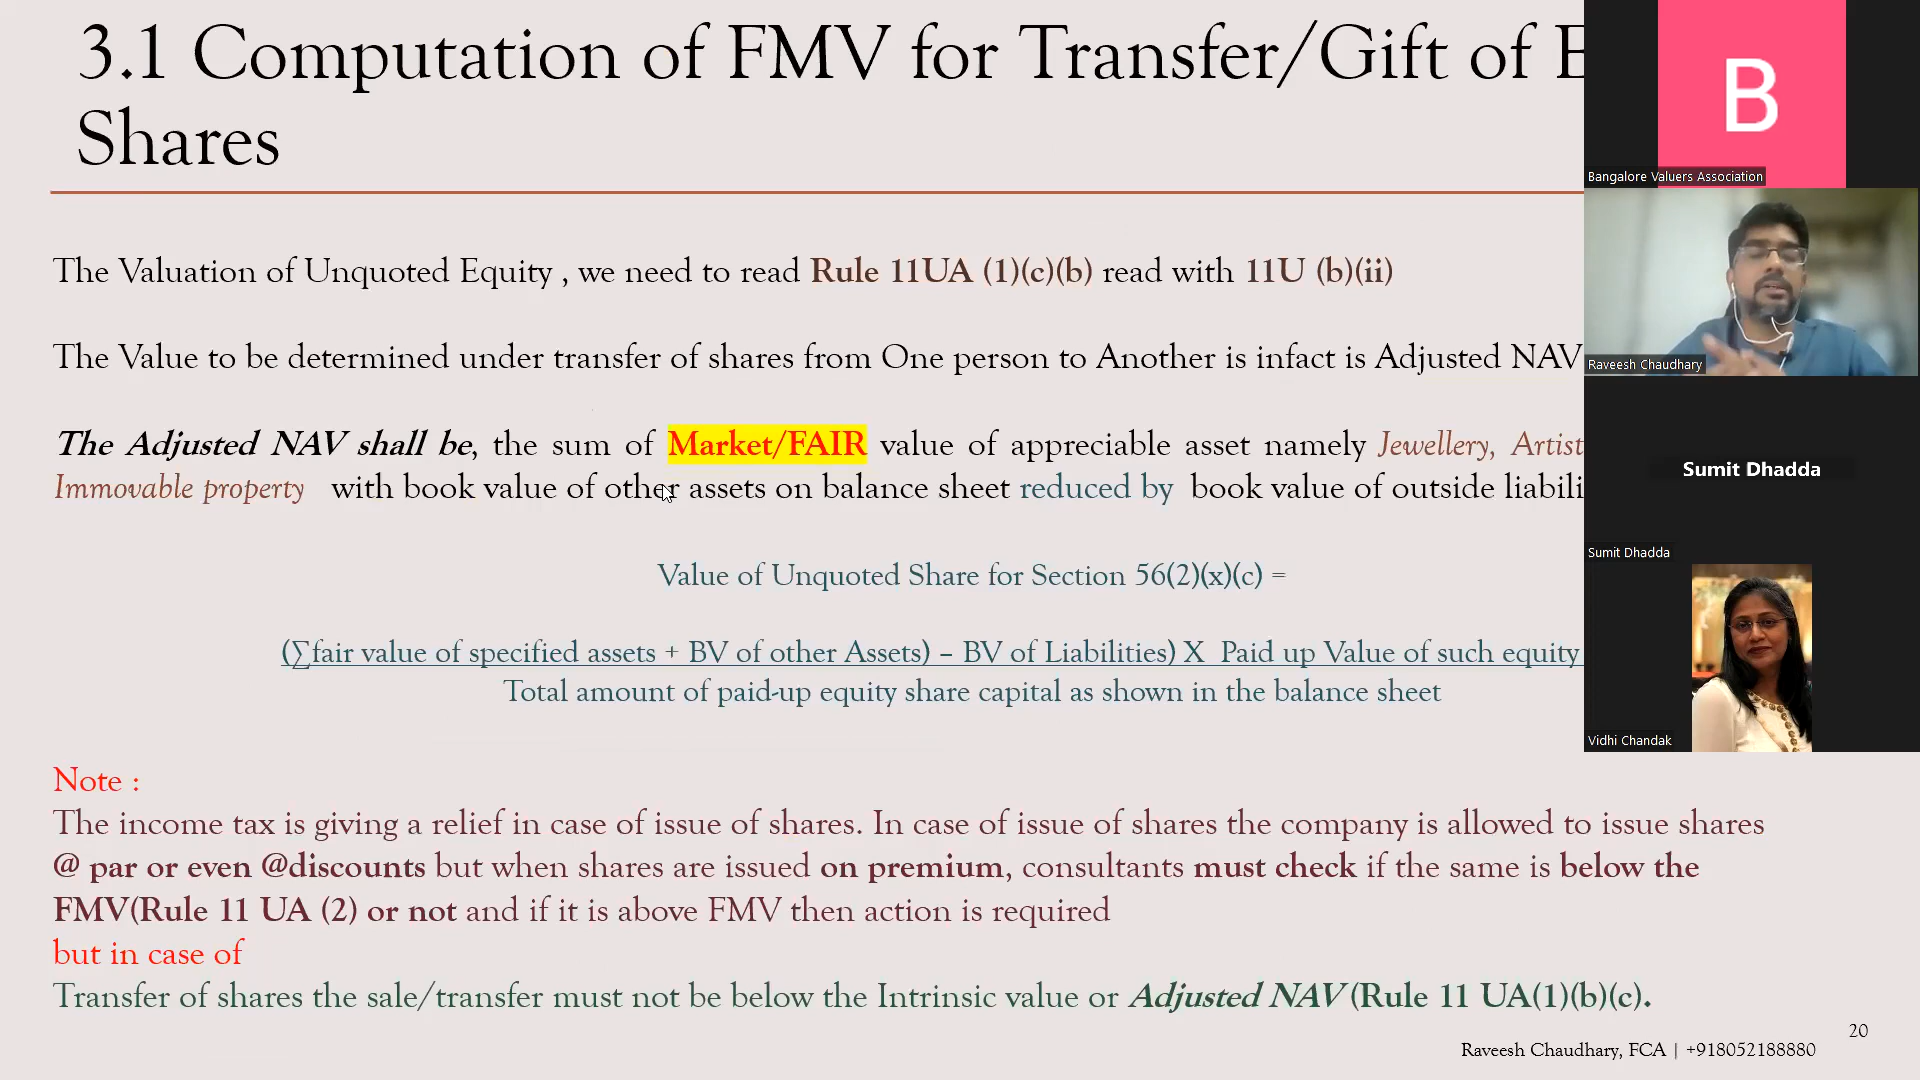 3.1 Computation of FMV for Transfer/Gift of E
Shares
The Valuation of Unquoted Equity , we need to read Rule 11UA (1)(c)(b) read with 11U (b)(ii)
The Value to be determined under transfer of shares from One person to Another is infact is Adjusted NAV
The Adjusted NAV shall be, the sum of Market/FAIR value of appreciable asset namely Jewellery, Artist
Immovable property with book value of other assets on balance sheet reduced by book value of outside liabili
Value of Unquoted Share for Section 56(2)(x)(c) =
(∑fair value of specified assets + BV of other Assets) – BV of Liabilities) X Paid up Value of such equity
Total amount of paid-up equity share capital as shown in the balance sheet
Note :
The income tax is giving a relief in case of issue of shares. In case of issue of shares the company is allowed to issue shares
@ par or even @discounts but when shares are issued on premium, consultants must check if the same is below the
FMV(Rule 11 UA (2) or not and if it is above FMV then action is required
but in case of
Transfer of shares the sale/transfer must not be below the Intrinsic value or Adjusted NAV (Rule 11 UA(1)(b)(c).
20
Raveesh Chaudhary, FCA | +918052188880
B
Bangalore Valuers Association
Raveesh Chaudhary
Sumit Dhadda
Sumit Dhadda
Vidhi Chandak